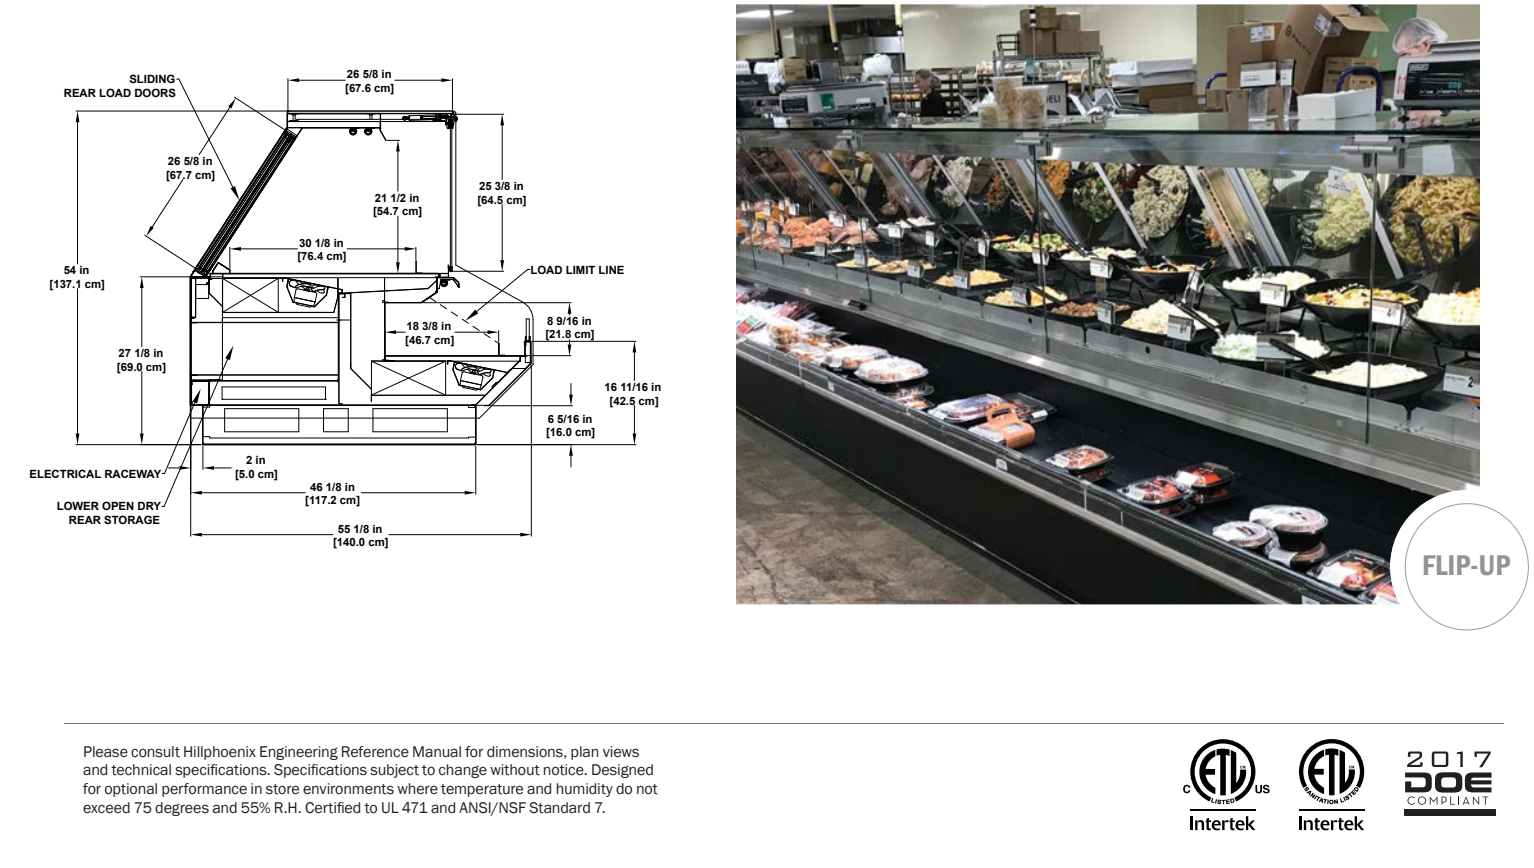 26 5/8 in
[67.6 cm]
SLIDING
REAR LOAD DOORS
26 5/8 in
[67.7 cm]
25 3/8 in
[64.5 cm]
21 1/2 in
[54.7 cm]
30 1/8 in
[76.4 cm]
LOAD LIMIT LINE
54 in
[137.1 cm]
8 9/16 in
[21.8 cm]
18 3/8 in
[46.7 cm]
27 1/8 in
[69.0 cm]
16 11/16 in
[42.5 cm]
6 5/16 in
[16.0 cm]
2 in
[5.0 cm]
ELECTRICAL RACEWAY
46 1/8 in
[117.2 cm]
LOWER OPEN DRY
REAR STORAGE
55 1/8 in
[140.0 cm]
DELI
FLIP-UP
Please consult Hillphoenix Engineering Reference Manual for dimensions, plan views
and technical specifications. Specifications subject to change without notice. Designed
for optional performance in store environments where temperature and humidity do not
exceed 75 degrees and 55% R.H. Certified to UL 471 and ANSI/NSF Standard 7.
ETL
C LISTED US
Intertek
ETL
SANITATION LISTED
Intertek
2017
DOE
COMPLIANT